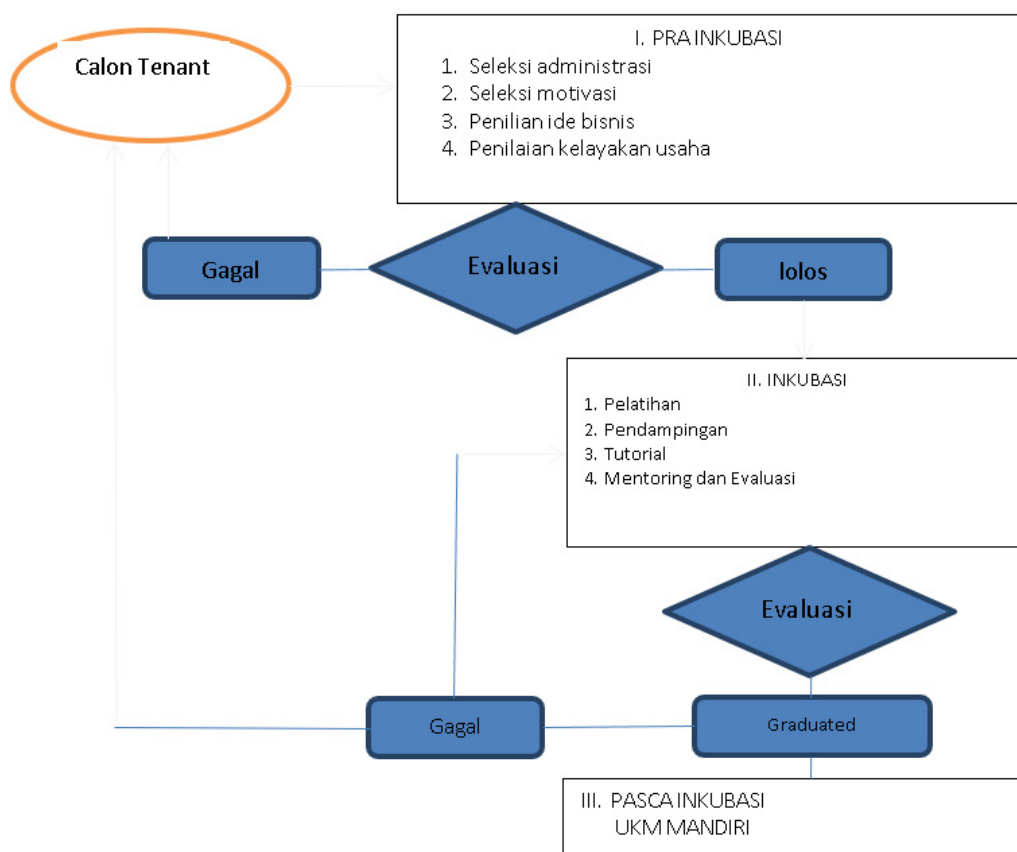 Calon Tenant
I. PRA INKUBASI
1. Seleksi administrasi
2. Seleksi motivasi
3. Penilian ide bisnis
4. Penilaian kelayakan usaha
Gagal
Evaluasi
lolos
II. INKUBASI
1. Pelatihan
2. Pendampingan
3. Tutorial
4. Mentoring dan Evaluasi
Evaluasi
Gagal
Graduated
III. PASCA INKUBASI
UKM MANDIRI